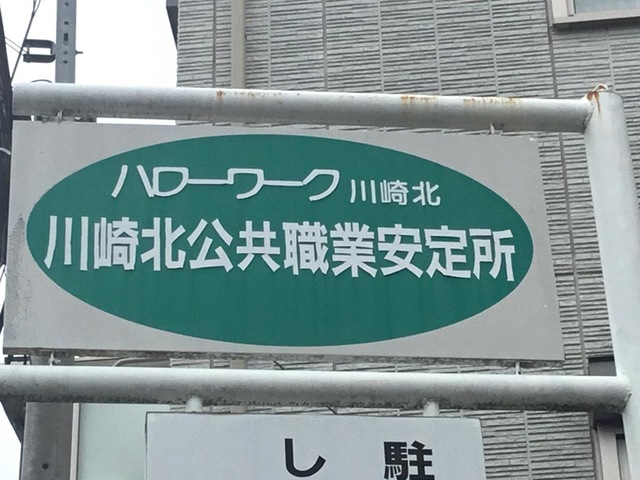 ハローワーク 川崎北
川崎北公共職業安定所
し 駐